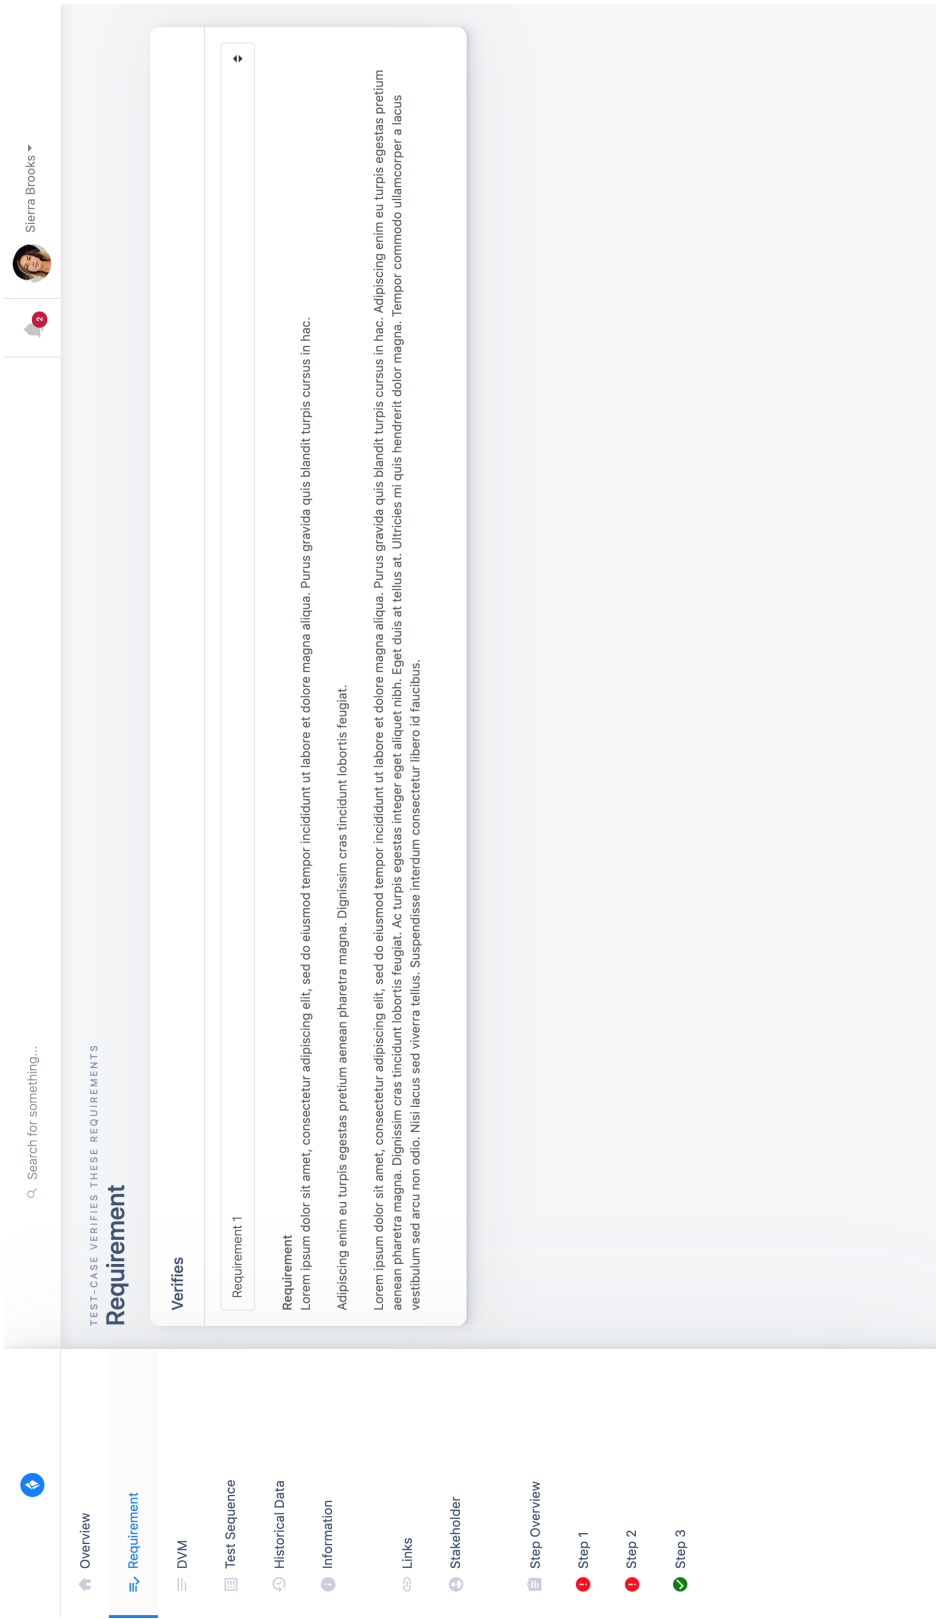 Search for something...
2
Sierra Brooks
Overview
Requirement
DVM
Test Sequence
Historical Data
Information
Links
Stakeholder
Step Overview
Step 1
Step 2
Step 3
TEST-CASE VERIFIES THESE REQUIREMENTS
Requirement
Verifies
Requirement 1
Requirement
Lorem ipsum dolor sit amet, consectetur adipiscing elit, sed do eiusmod tempor incididunt ut labore et dolore magna aliqua. Purus gravida quis blandit turpis cursus in hac.
Adipiscing enim eu turpis egestas pretium aenean pharetra magna. Dignissim cras tincidunt lobortis feugiat.
Lorem ipsum dolor sit amet, consectetur adipiscing elit, sed do eiusmod tempor incididunt ut labore et dolore magna aliqua. Purus gravida quis blandit turpis cursus in hac. Adipiscing enim eu turpis egestas pretium
aenean pharetra magna. Dignissim cras tincidunt lobortis feugiat. Ac turpis egestas integer eget aliquet nibh. Eget duis at tellus at. Ultricies mi quis hendrerit dolor magna. Tempor commodo ullamcorper a lacus
vestibulum sed arcu non odio. Nisi lacus sed viverra tellus. Suspendisse interdum consectetur libero id faucibus.